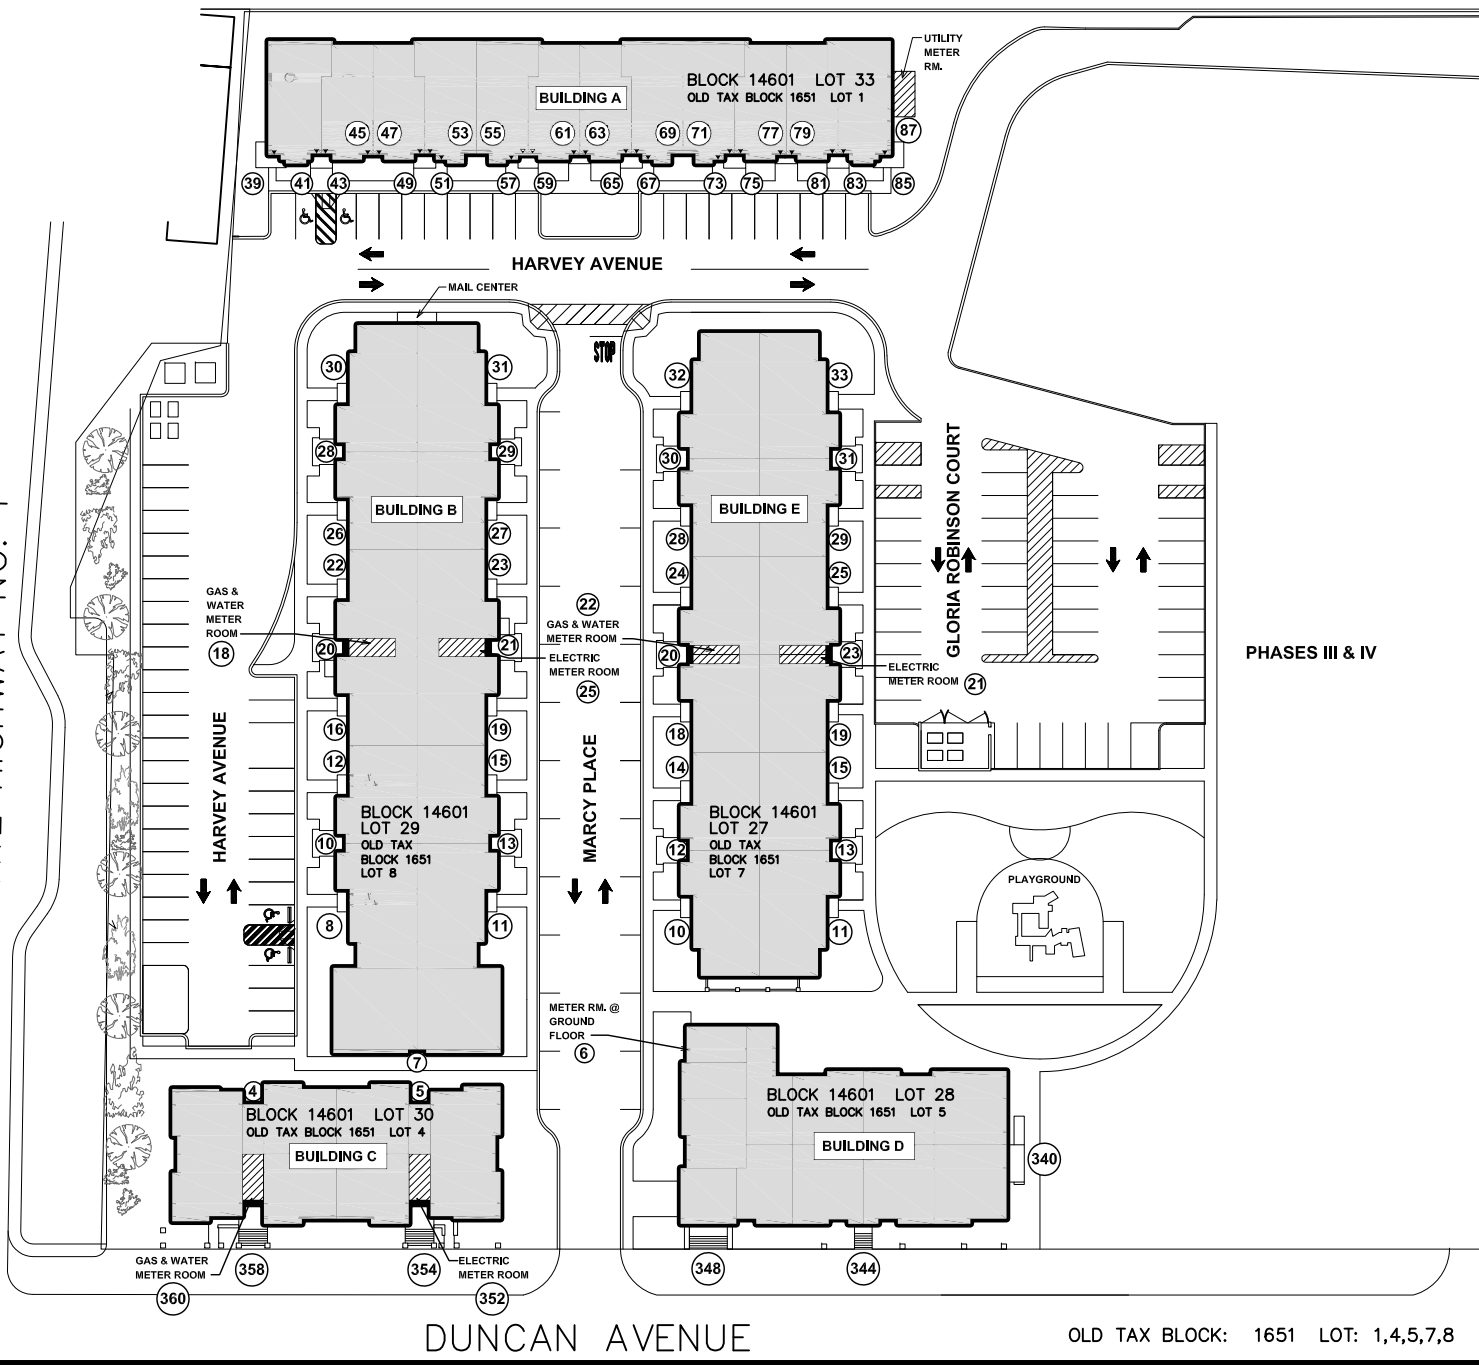 UTILITY
METER
RM.
BLOCK 14601 LOT 33
OLD TAX BLOCK 1651 LOT 1
BUILDING A
45 47 53 55 61 63 69 71 77 79 87
39 41 43 49 51 57 59 65 67 73 75 81 83 85
HARVEY AVENUE
MAIL CENTER
STOP
30 31
28 29
BUILDING B
26 27
22 23
GAS &
WATER
METER
ROOM
18
20 21
ELECTRIC
METER ROOM
25
16 19
12 15
HARVEY AVENUE
BLOCK 14601
LOT 29
OLD TAX
BLOCK 1651
LOT 8
10 13
8 11
7
MARCY PLACE
32 33
30 31
BUILDING E
28 29
24 25
22
GAS & WATER
METER ROOM
20 23
ELECTRIC
METER ROOM 21
18 19
14 15
BLOCK 14601
LOT 27
OLD TAX
BLOCK 1651
LOT 7
12 13
10 11
GLORIA ROBINSON COURT
PHASES III & IV
PLAYGROUND
METER RM. @
GROUND
FLOOR
6
4 5
BLOCK 14601 LOT 30
OLD TAX BLOCK 1651 LOT 4
BUILDING C
BLOCK 14601 LOT 28
OLD TAX BLOCK 1651 LOT 5
BUILDING D
340
GAS & WATER
METER ROOM
360
358
354
ELECTRIC
METER ROOM
352
348
344
DUNCAN AVENUE
OLD TAX BLOCK: 1651 LOT: 1,4,5,7,8